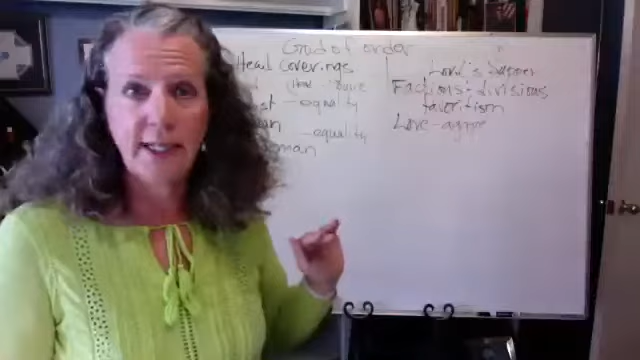 God of order
Head Coverings
- equality
- equality
Lord's Supper
Factions - divisions
favoritism
Love - agape